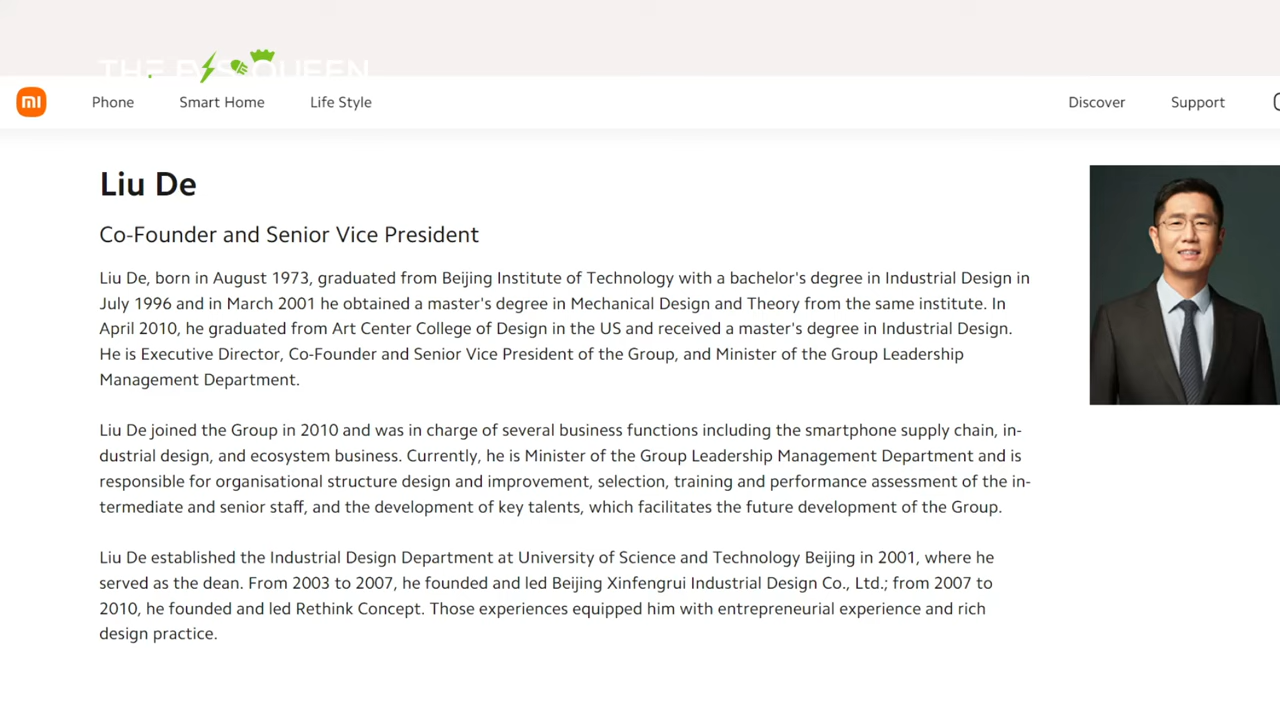 THE EVS QUEEN
mi
Phone
Smart Home
Life Style
Discover
Support
Liu De
Co-Founder and Senior Vice President
Liu De, born in August 1973, graduated from Beijing Institute of Technology with a bachelor's degree in Industrial Design in
July 1996 and in March 2001 he obtained a master's degree in Mechanical Design and Theory from the same institute. In
April 2010, he graduated from Art Center College of Design in the US and received a master's degree in Industrial Design.
He is Executive Director, Co-Founder and Senior Vice President of the Group, and Minister of the Group Leadership
Management Department.
Liu De joined the Group in 2010 and was in charge of several business functions including the smartphone supply chain, in-
dustrial design, and ecosystem business. Currently, he is Minister of the Group Leadership Management Department and is
responsible for organisational structure design and improvement, selection, training and performance assessment of the in-
termediate and senior staff, and the development of key talents, which facilitates the future development of the Group.
Liu De established the Industrial Design Department at University of Science and Technology Beijing in 2001, where he
served as the dean. From 2003 to 2007, he founded and led Beijing Xinfengrui Industrial Design Co., Ltd.; from 2007 to
2010, he founded and led Rethink Concept. Those experiences equipped him with entrepreneurial experience and rich
design practice.